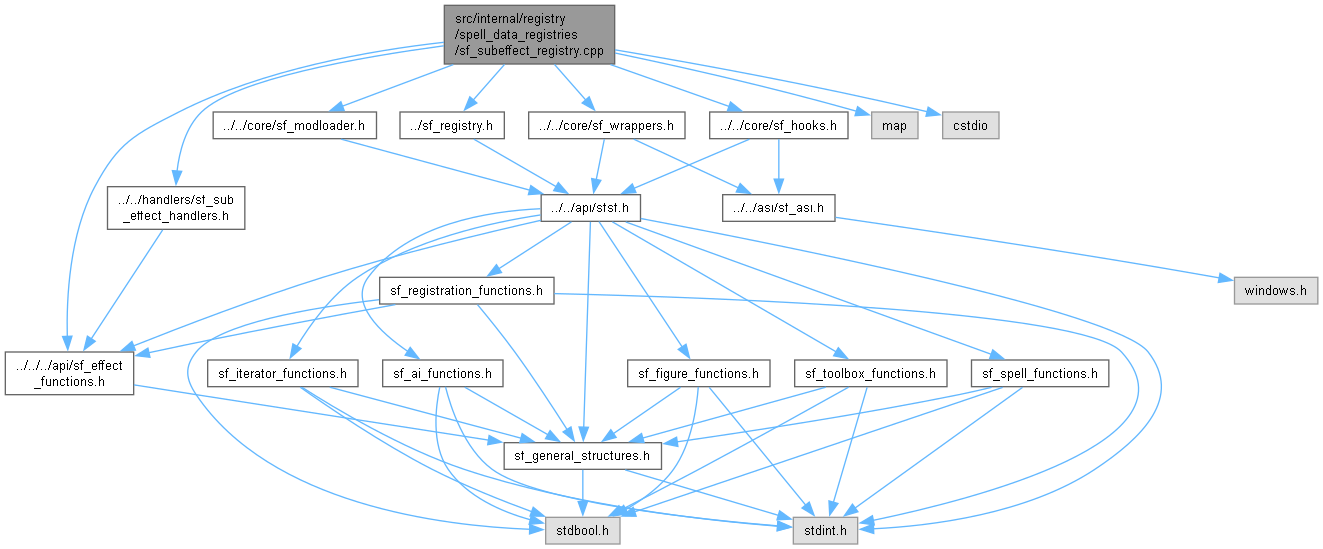 src/internal/registry
/spell_data_registries
/sf_subeffect_registry.cpp
../../core/sf_modloader.h
../sf_registry.h
../../core/sf_wrappers.h
../../core/sf_hooks.h
map
cstdio
../../handlers/sf_sub
_effect_handlers.h
../../api/sfsf.h
../../asi/sf_asi.h
sf_registration_functions.h
windows.h
../../../api/sf_effect
_functions.h
sf_iterator_functions.h
sf_ai_functions.h
sf_figure_functions.h
sf_toolbox_functions.h
sf_spell_functions.h
sf_general_structures.h
stdbool.h
stdint.h